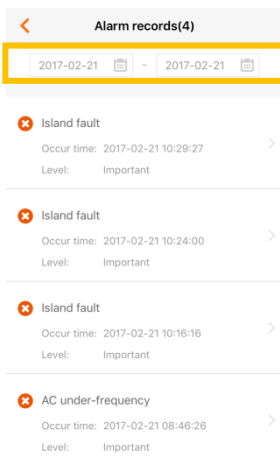 Alarm records(4)
2017-02-21 ~ 2017-02-21
Island fault
Occur time: 2017-02-21 10:29:27
Level: Important
Island fault
Occur time: 2017-02-21 10:24:00
Level: Important
Island fault
Occur time: 2017-02-21 10:16:16
Level: Important
AC under-frequency
Occur time: 2017-02-21 08:46:26
Level: Important